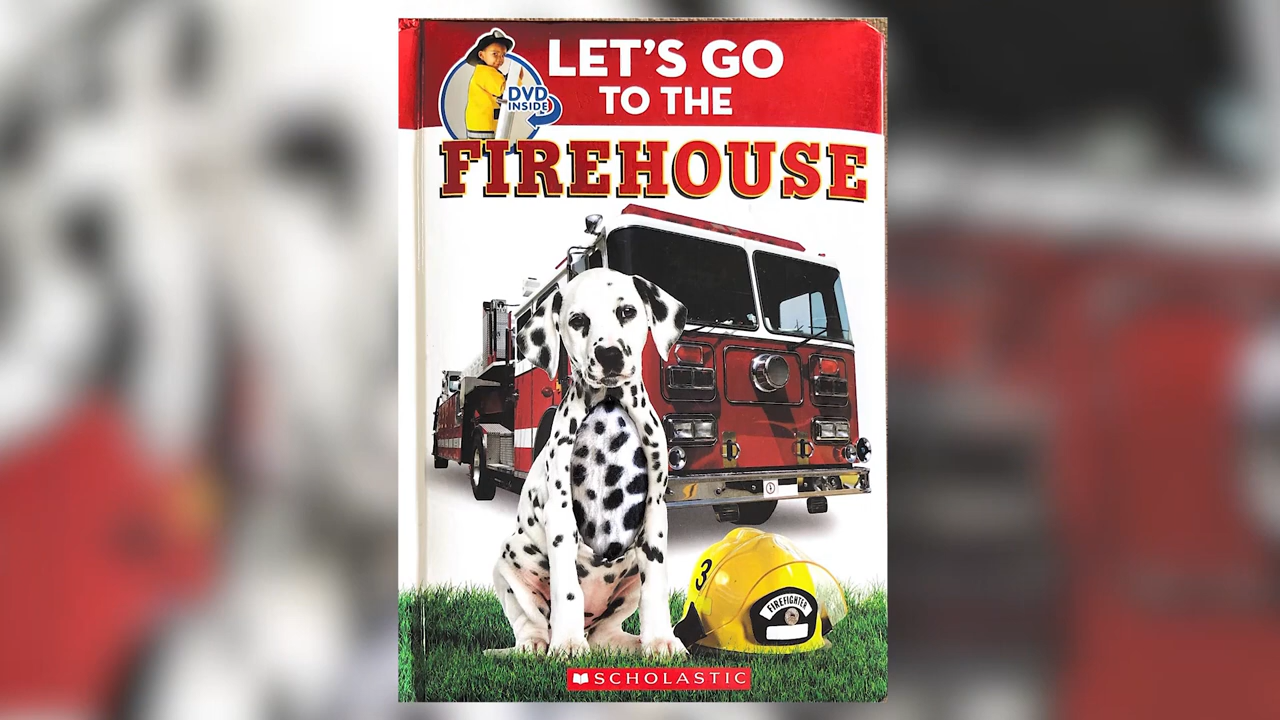 LET'S GO
TO THE
DVD
INSIDE
FIREHOUSE
3
FIREFIGHTER
SCHOLASTIC